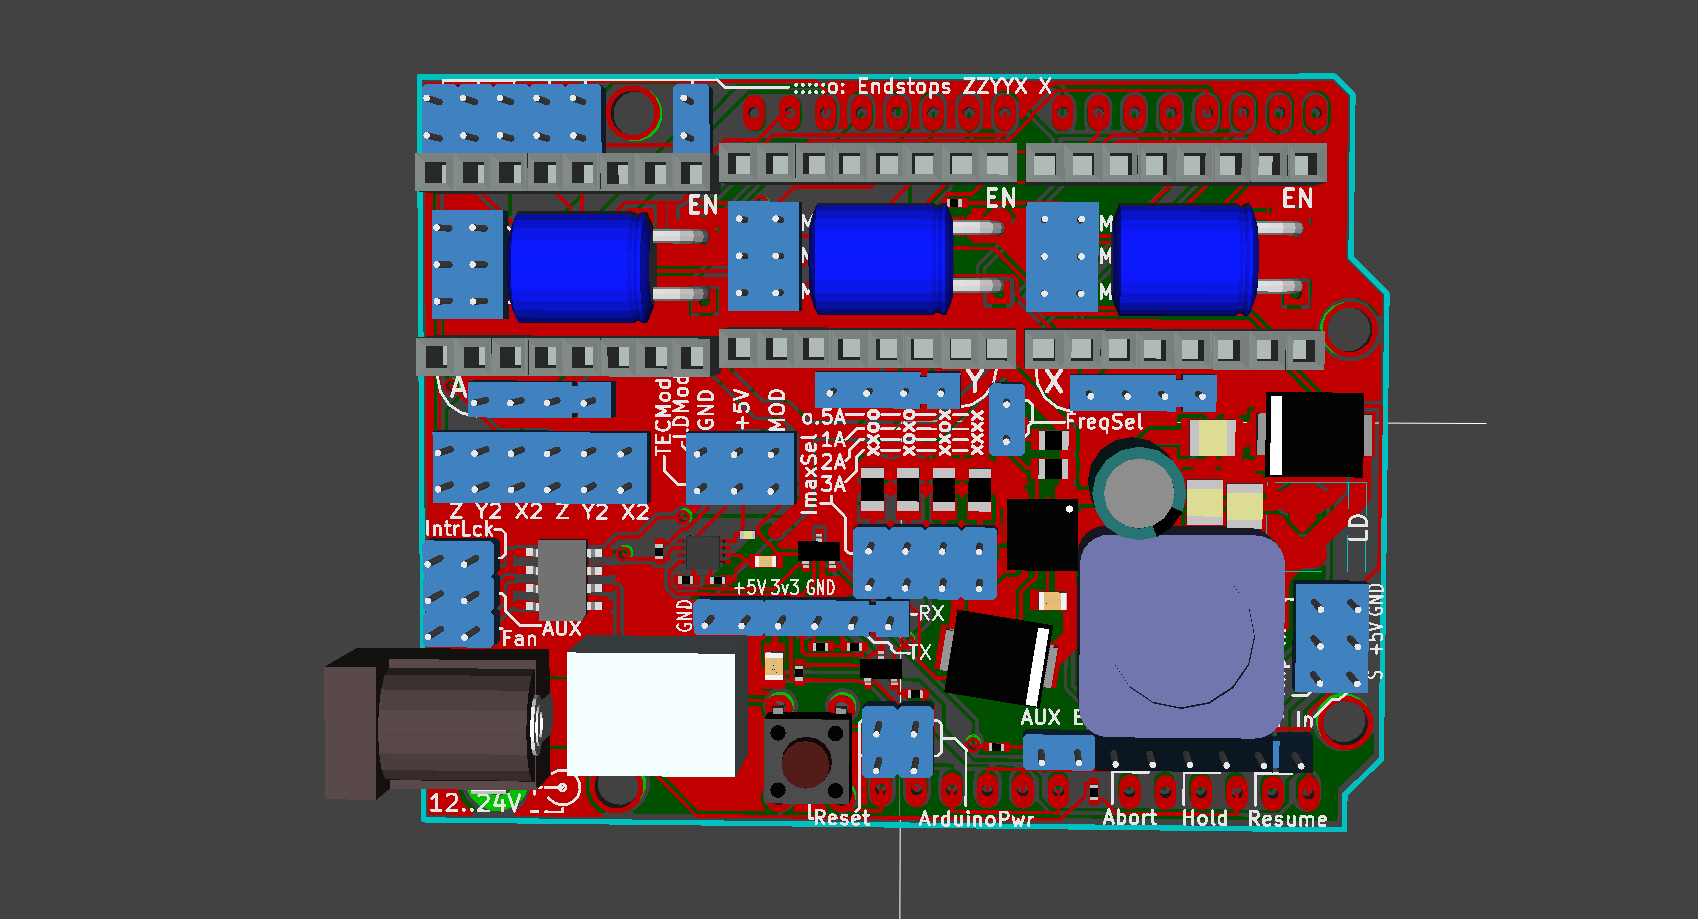 :::::o: Endstops ZZYYX X
EN
EN
EN
M
M
M
M
M
M
A
Y
X
TECMod
LDMod
GND
+5V
MOD
FreqSel
ImaxSel
0.5A
1A
2A
3A
xxoo
xoxo
Z Y2 X2 Z Y2 X2
IntrLck
LD
+5V 3v3 GND
GND
RX
TX
AUX
Fan
+5V GND
S
AUX E
In
12..24V
Reset
ArduinoPwr
Abort
Hold
Resume